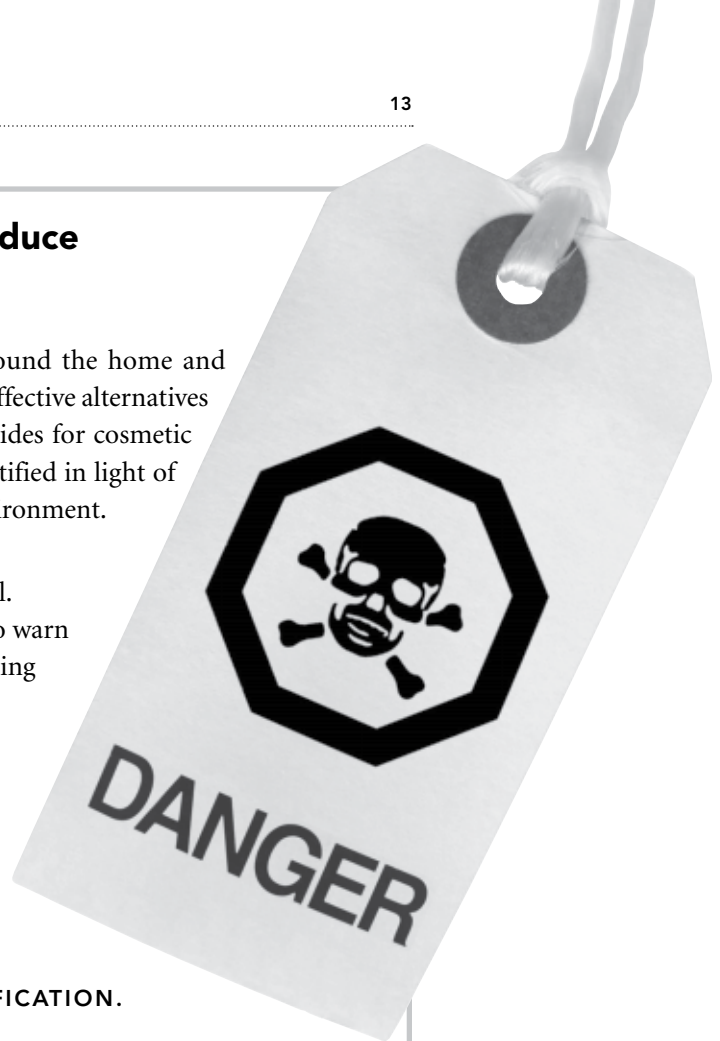 13
duce
ound the home and
ffective alternatives
ides for cosmetic
tified in light of
ironment.
l.
o warn
ing
DANGER
FICATION.